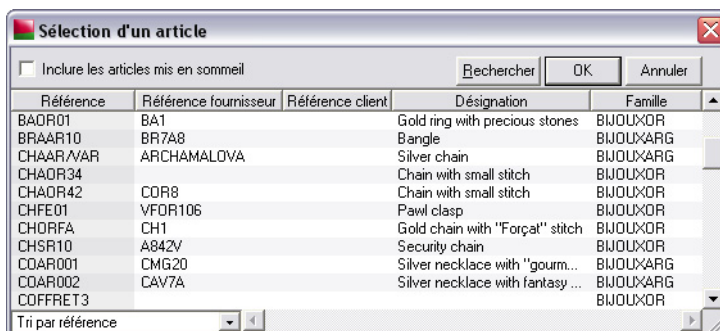 Sélection d'un article
Inclure les articles mis en sommeil Rechercher OK Annuler
Référence Référence fournisseur Référence client Désignation Famille
BAOR01 BA1 Gold ring with precious stones BIJOUXOR
BRAAR10 BR7A8 Bangle BIJOUXARG
CHAAR/VAR ARCHAMALOVA Silver chain BIJOUXARG
CHAOR34 Chain with small stitch BIJOUXOR
CHAOR42 COR8 Chain with small stitch BIJOUXOR
CHFE01 VFOR106 Pawl clasp BIJOUXOR
CHORFA CH1 Gold chain with "Forçat" stitch BIJOUXOR
CHSR10 A842V Security chain BIJOUXOR
COAR001 CMG20 Silver necklace with "gourm... BIJOUXARG
COAR002 CAV7A Silver necklace with fantasy ... BIJOUXARG
COFFRET3 BIJOUXOR
Tri par référence